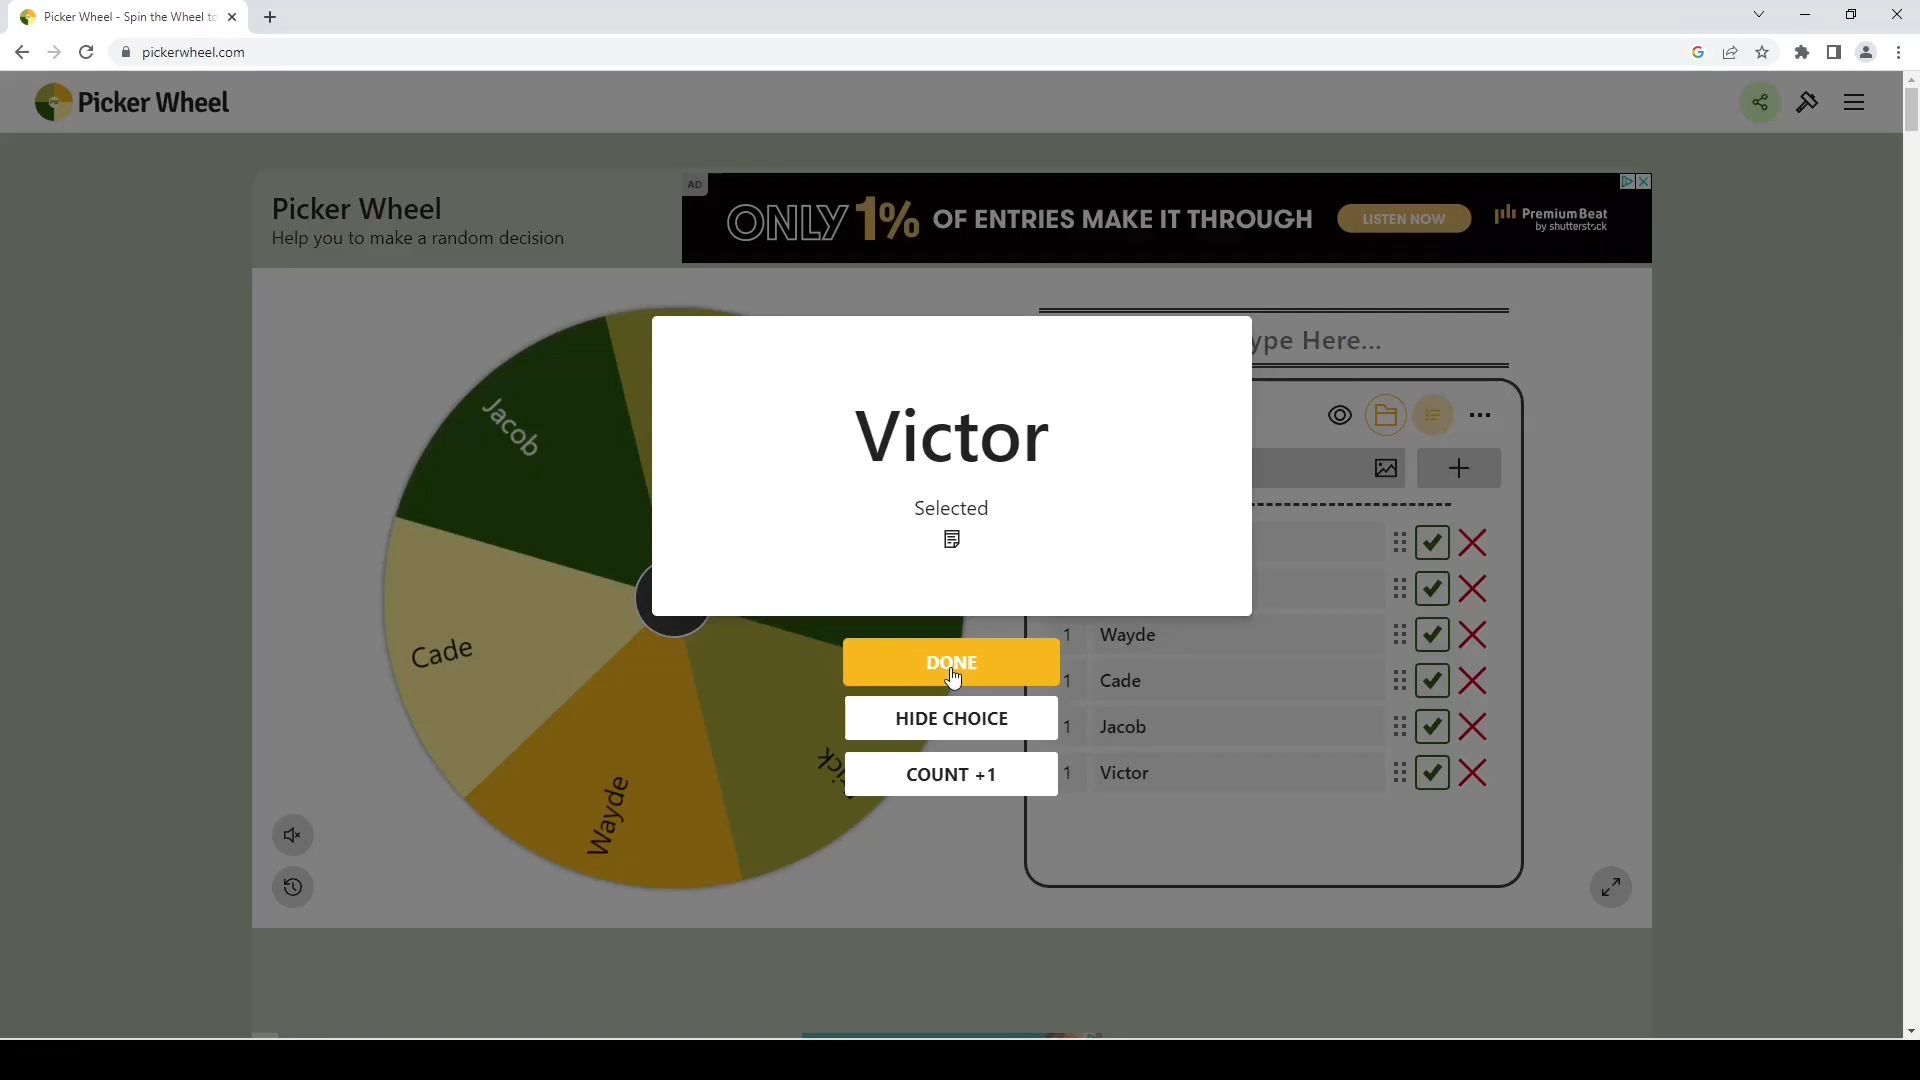 Picker Wheel - Spin the Wheel to
pickerwheel.com
Picker Wheel
Picker Wheel
Help you to make a random decision
AD
ONLY 1% OF ENTRIES MAKE IT THROUGH
LISTEN NOW
PremiumBeat
by shutterstock
ype Here...
Jacob
Cade
Wayde
Victor
Selected
DONE
HIDE CHOICE
COUNT +1
1 Wayde
1 Cade
1 Jacob
1 Victor